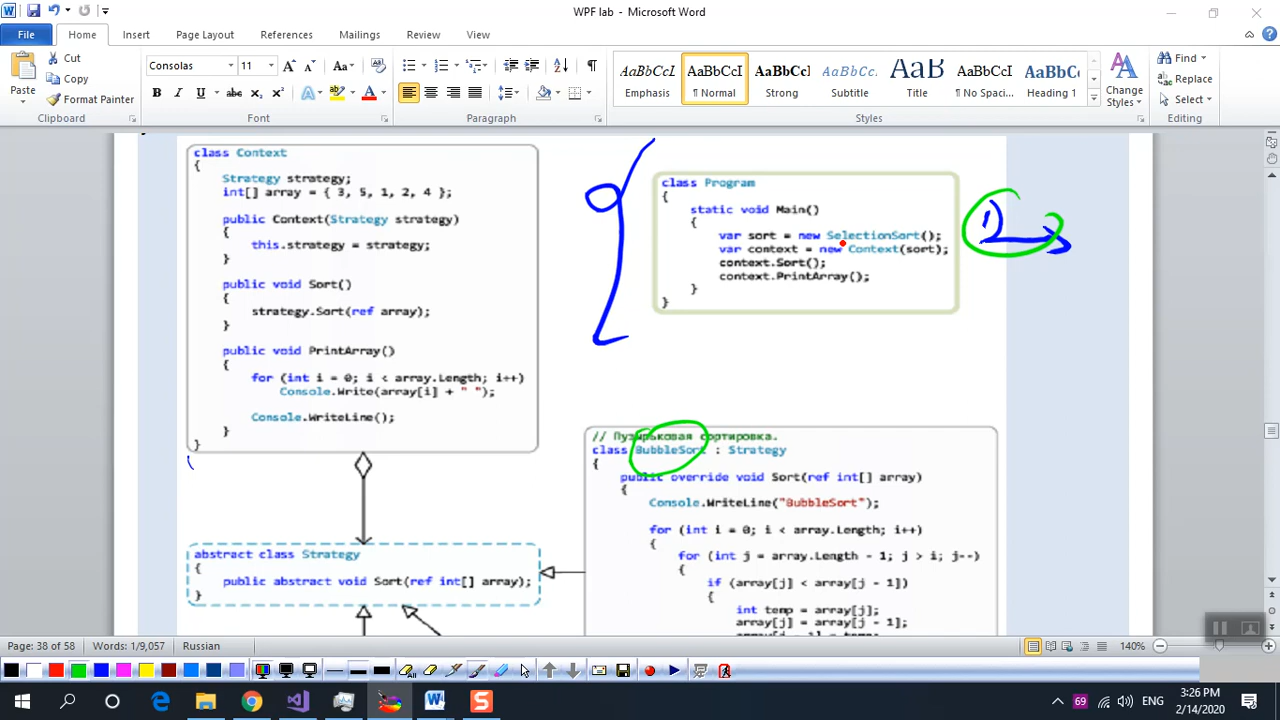 WPF lab - Microsoft Word
File Home Insert Page Layout References Mailings Review View
Cut
Copy
Format Painter
Paste
Clipboard
Consolas 11
Font
Paragraph
AaBbCcI AaBbCcI AaBbCcI AaBbCcI AaB AaBbCcI AaBbCc
Emphasis ¶ Normal Strong Subtitle Title ¶ No Spaci... Heading 1
Change Styles
Styles
Find
Replace
Select
Editing
class Context
{
Strategy strategy;
int[] array = { 3, 5, 1, 2, 4 };
public Context(Strategy strategy)
{
this.strategy = strategy;
}
public void Sort()
{
strategy.Sort(ref array);
}
public void PrintArray()
{
for (int i = 0; i < array.Length; i++)
Console.Write(array[i] + " ");
Console.WriteLine();
}
}
class Program
{
static void Main()
{
var sort = new SelectionSort();
var context = new Context(sort);
context.Sort();
context.PrintArray();
}
}
abstract class Strategy
{
public abstract void Sort(ref int[] array);
}
// Пузырьковая сортировка.
class BubbleSort : Strategy
{
public override void Sort(ref int[] array)
{
Console.WriteLine("BubbleSort");
for (int i = 0; i < array.Length; i++)
{
for (int j = array.Length - 1; j > i; j--)
{
if (array[j] < array[j - 1])
{
int temp = array[j];
array[j] = array[j - 1];
Page: 38 of 58 Words: 1/9,057 Russian 140%
69 ENG
3:26 PM
2/14/2020